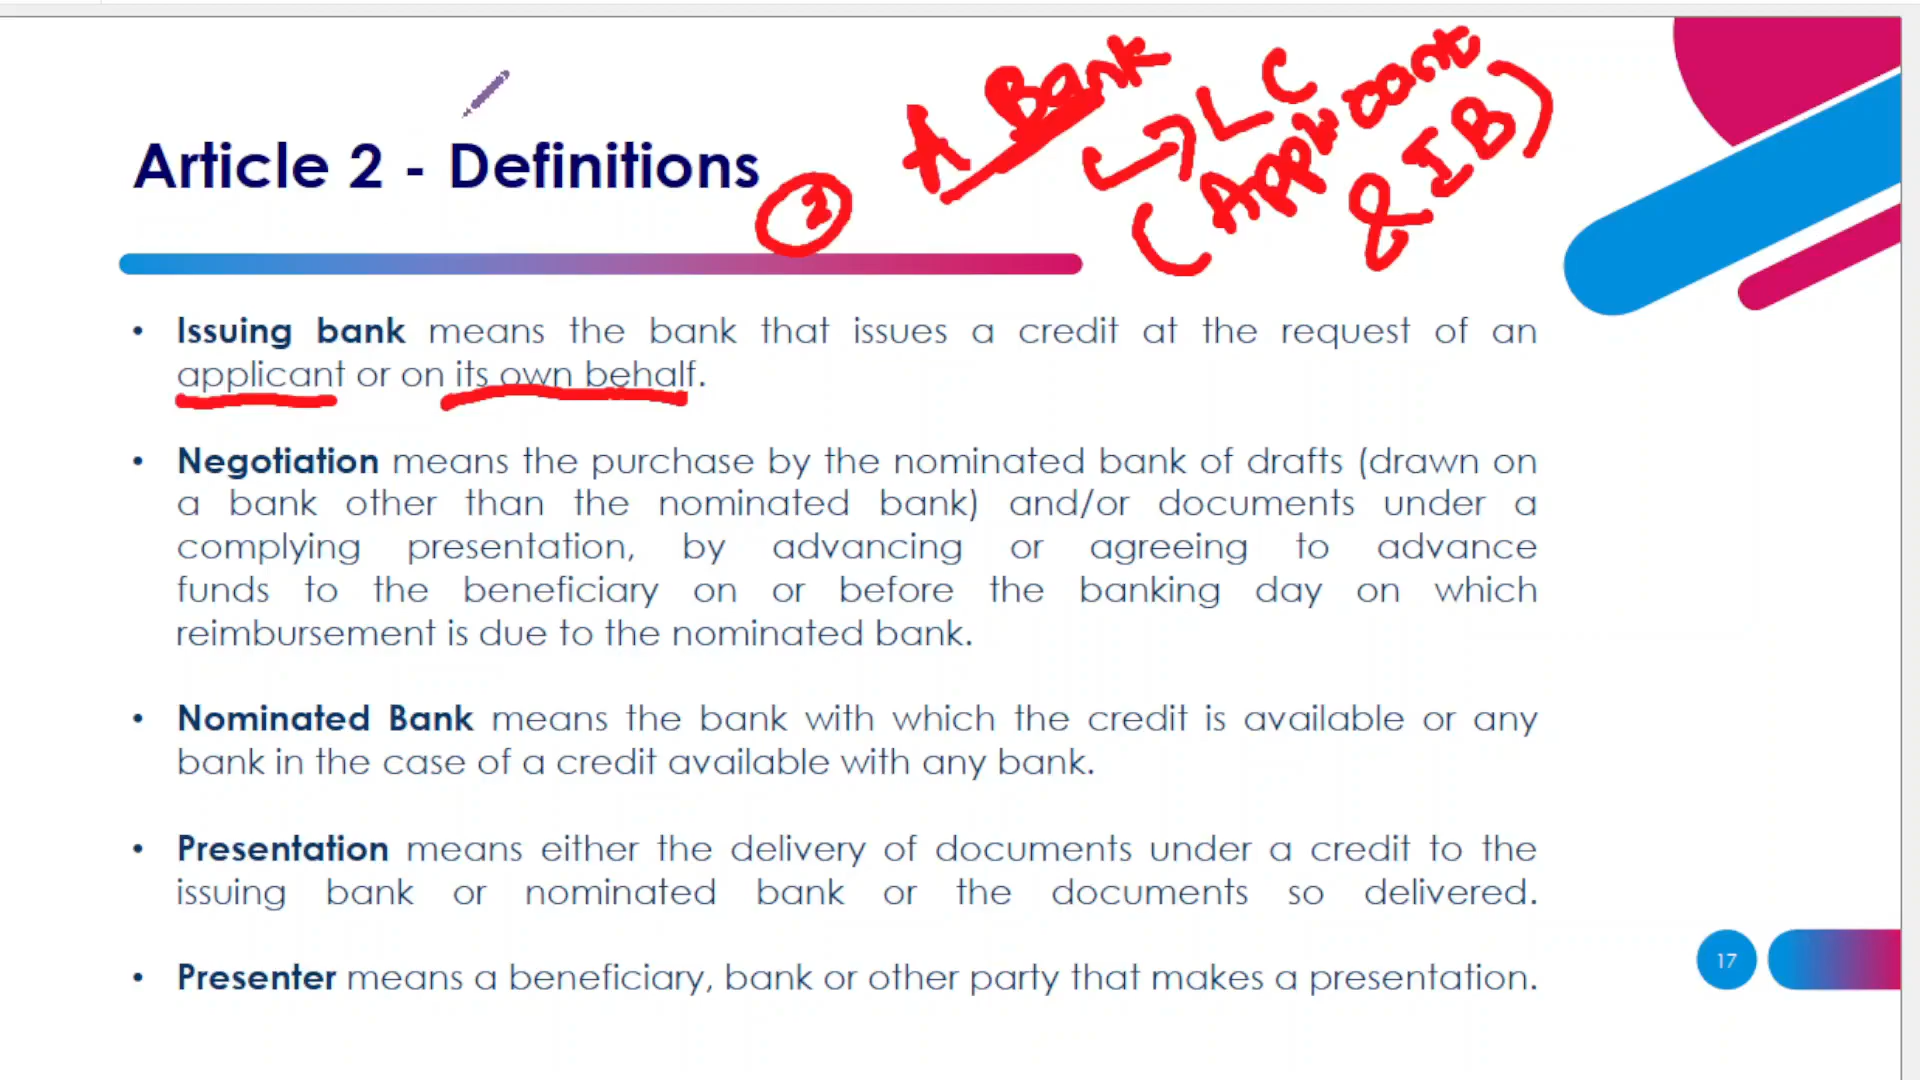 A Bank
LC
(Applicant
& IB)
Article 2 - Definitions
2
• Issuing bank means the bank that issues a credit at the request of an
applicant or on its own behalf.
• Negotiation means the purchase by the nominated bank of drafts (drawn on
a bank other than the nominated bank) and/or documents under a
complying presentation, by advancing or agreeing to advance
funds to the beneficiary on or before the banking day on which
reimbursement is due to the nominated bank.
• Nominated Bank means the bank with which the credit is available or any
bank in the case of a credit available with any bank.
• Presentation means either the delivery of documents under a credit to the
issuing bank or nominated bank or the documents so delivered.
• Presenter means a beneficiary, bank or other party that makes a presentation.
17